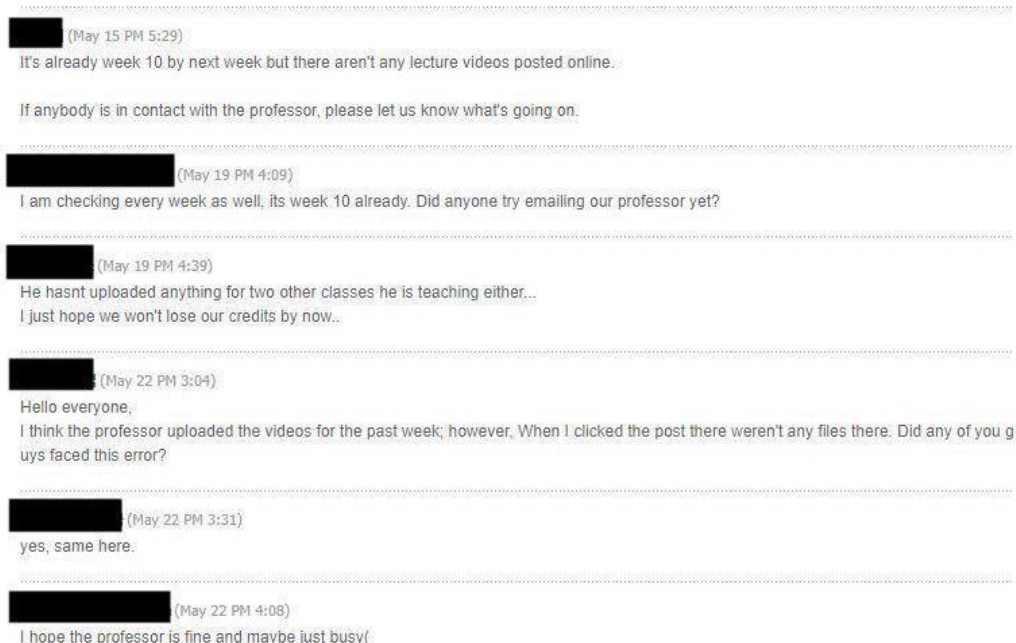 (May 15 PM 5:29)
It's already week 10 by next week but there aren't any lecture videos posted online.
If anybody is in contact with the professor, please let us know what's going on.
(May 19 PM 4:09)
I am checking every week as well, its week 10 already. Did anyone try emailing our professor yet?
(May 19 PM 4:39)
He hasnt uploaded anything for two other classes he is teaching either...
I just hope we won't lose our credits by now..
(May 22 PM 3:04)
Hello everyone,
I think the professor uploaded the videos for the past week; however, When I clicked the post there weren't any files there. Did any of you g
uys faced this error?
(May 22 PM 3:31)
yes, same here.
(May 22 PM 4:08)
I hope the professor is fine and maybe just busy(